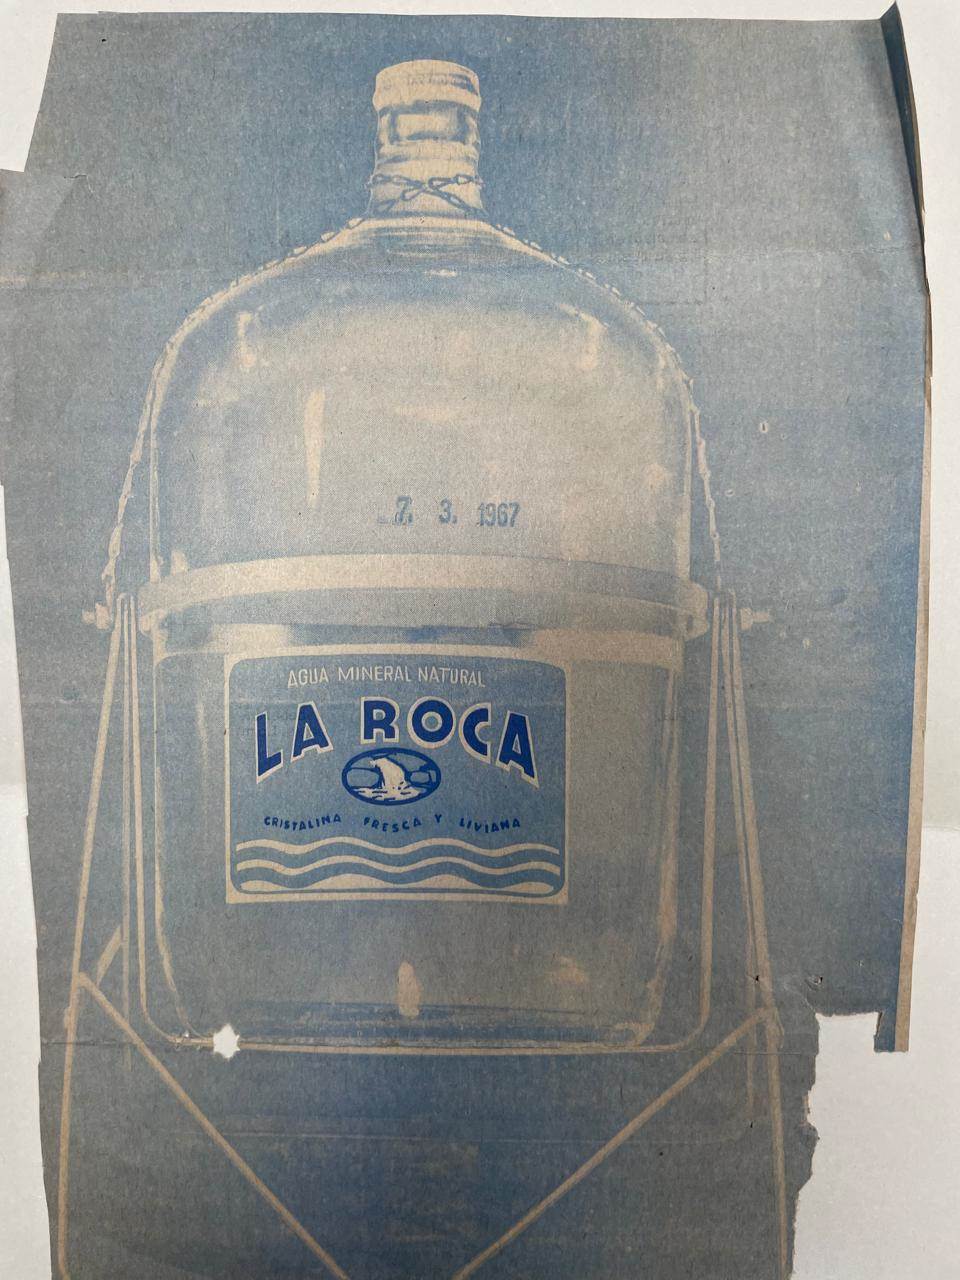 7. 3. 1967
AGUA MINERAL NATURAL
LA ROCA
CRISTALINA FRESCA Y LIVIANA